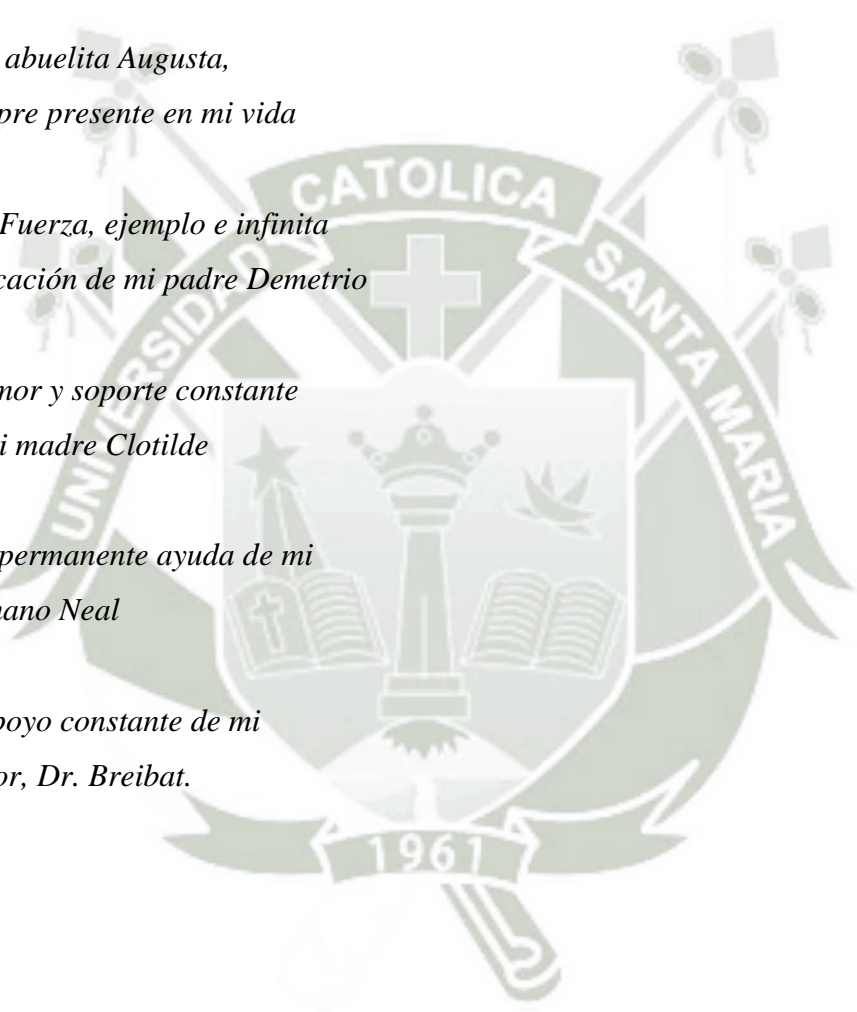 abuelita Augusta,
pre presente en mi vida
Fuerza, ejemplo e infinita
cación de mi padre Demetrio
mor y soporte constante
i madre Clotilde
permanente ayuda de mi
nano Neal
poyo constante de mi
or, Dr. Breibat.
UNIVERSIDAD CATOLICA SANTA MARIA
1961